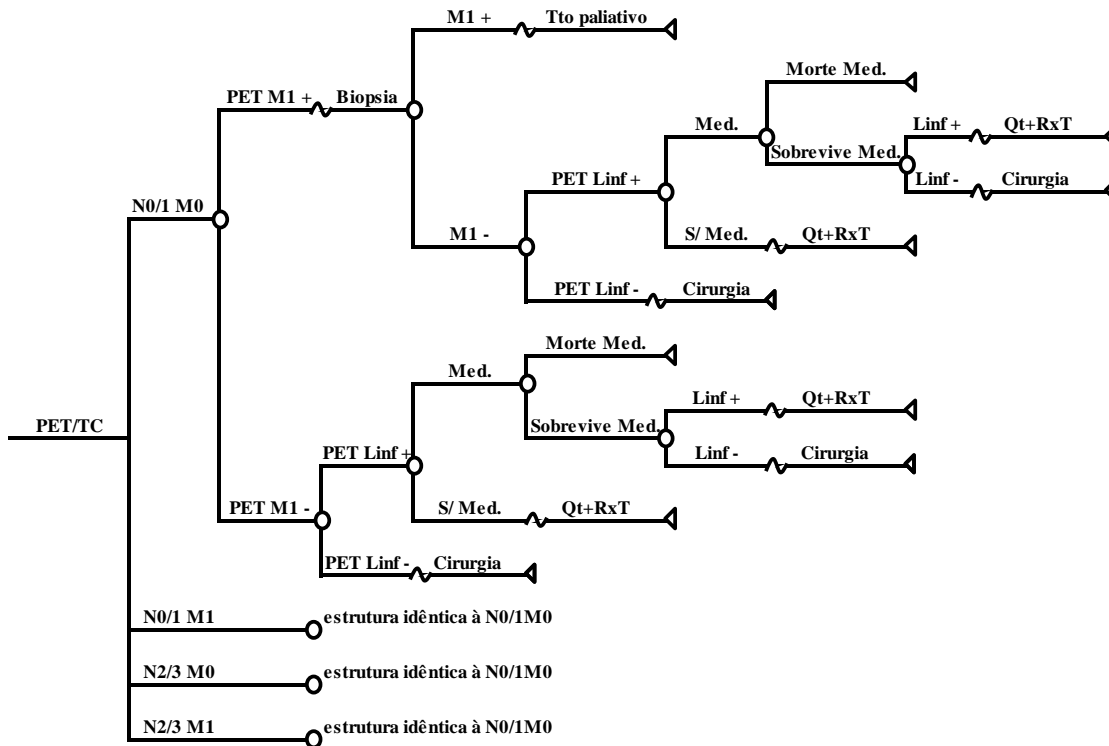 M1 + Tto paliativo
Morte Med.
PET M1 + Biopsia
Med. Linf + Qt+RxT
Sobrevive Med.
PET Linf + Linf - Cirurgia
N0/1 M0
M1 - S/ Med. Qt+RxT
PET Linf - Cirurgia
Morte Med.
Med.
Linf + Qt+RxT
PET/TC Sobrevive Med.
PET Linf + Linf - Cirurgia
PET M1 - S/ Med. Qt+RxT
PET Linf - Cirurgia
N0/1 M1 estrutura idêntica à N0/1M0
N2/3 M0 estrutura idêntica à N0/1M0
N2/3 M1 estrutura idêntica à N0/1M0